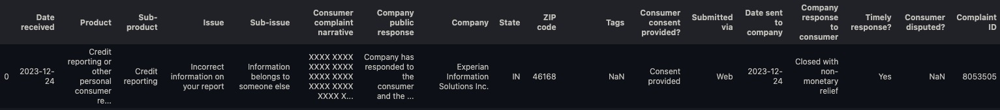 Date received
Product
Sub-product
Issue
Sub-issue
Consumer complaint narrative
Company public response
Company
State
ZIP code
Tags
Consumer consent provided?
Submitted via
Date sent to company
Company response to consumer
Timely response?
Consumer disputed?
Complaint ID
0
2023-12-24
Credit reporting or other personal consumer re...
Credit reporting
Incorrect information on your report
Information belongs to someone else
XXXX XXXX XXXX XXXX XXXX XXXX XXXX XXXX XXXX X...
Company has responded to the consumer and the ...
Experian Information Solutions Inc.
IN
46168
NaN
Consent provided
Web
2023-12-24
Closed with non-monetary relief
Yes
NaN
8053505